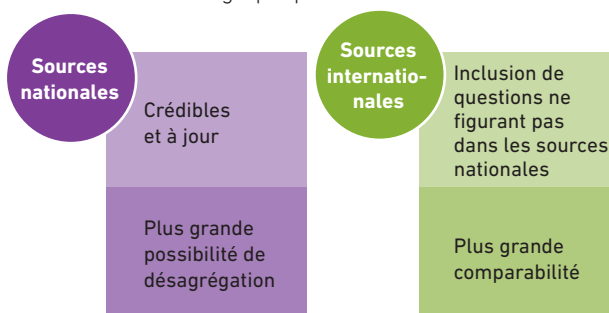 Sources
nationales
Crédibles
et à jour
Plus grande
possibilité de
désagrégation
Sources
internatio-
nales
Inclusion de
questions ne
figurant pas
dans les sources
nationales
Plus grande
comparabilité